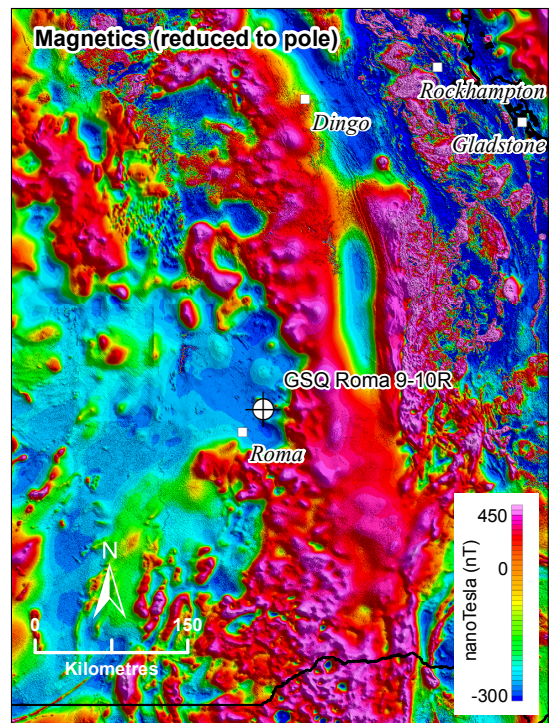 Magnetics (reduced to pole)
Rockhampton
Dingo
Gladstone
GSQ Roma 9-10R
Roma
450
0
-300
nanoTesla (nT)
N
0 150
Kilometres